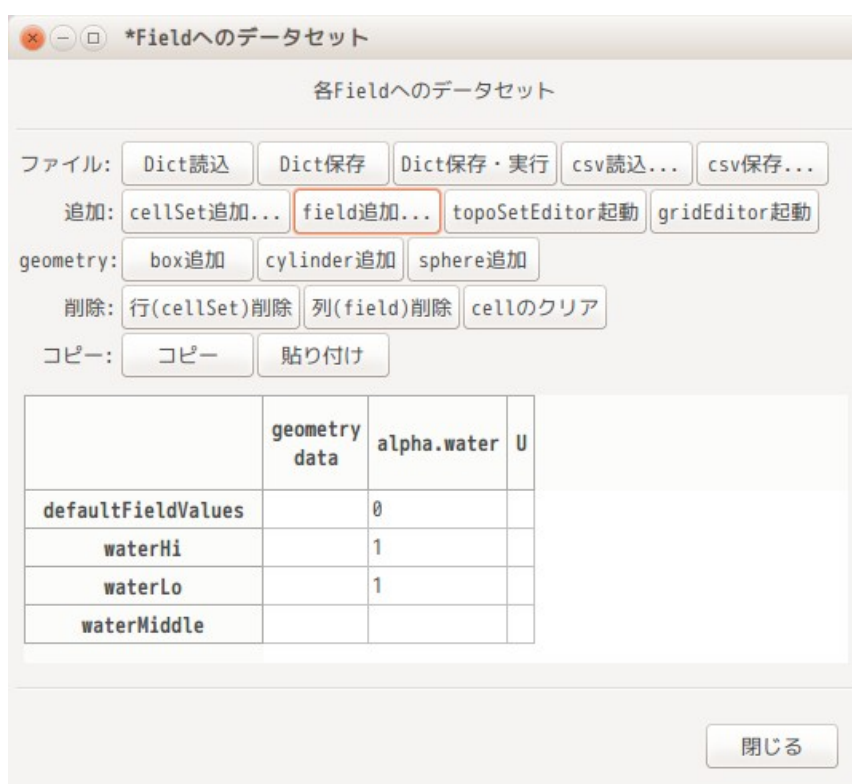 *Fieldへのデータセット
各Fieldへのデータセット
ファイル: Dict読込 Dict保存 Dict保存・実行 csv読込... csv保存...
追加: cellSet追加... field追加... topoSetEditor起動 gridEditor起動
geometry: box追加 cylinder追加 sphere追加
削除: 行(cellSet)削除 列(field)削除 cellのクリア
コピー: コピー 貼り付け
geometry
data alpha.water U
defaultFieldValues 0
waterHi 1
waterLo 1
waterMiddle
閉じる